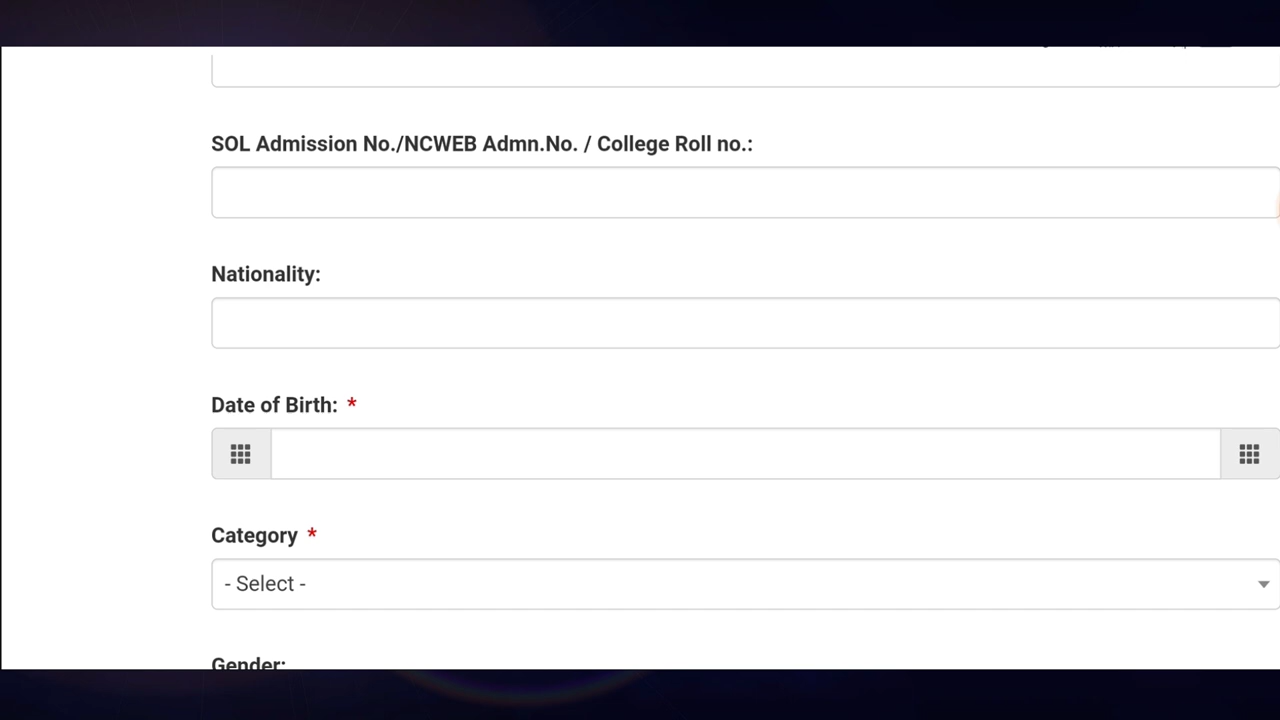 SOL Admission No./NCWEB Admn.No. / College Roll no.:
Nationality:
Date of Birth: *
Category *
- Select -
Gender: